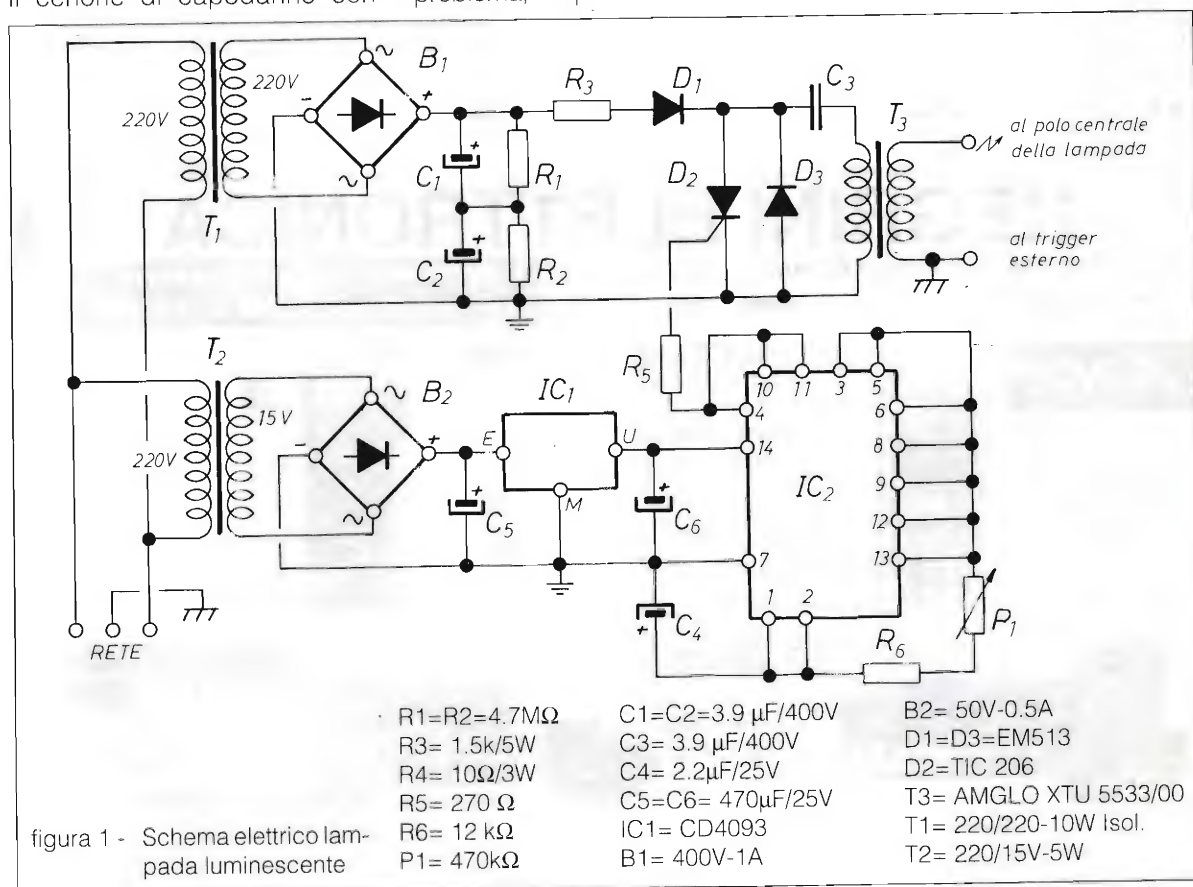 Il cenone di capodanno con problema,
220V
220V
T1
B1
~
~
-
+
C1
C2
R1
R2
R3
D1
D2
D3
C3
T3
al polo centrale
della lampada
al trigger
esterno
T2
220V
15V
B2
~
~
-
+
E
IC1
U
M
C5
+
C6
+
C4
+
R5
10
11
3
5
4
14
7
1
2
6
8
9
12
13
IC2
R6
P1
RETE
R1=R2=4.7MΩ
R3= 1.5k/5W
R4= 10Ω/3W
R5= 270 Ω
R6= 12 kΩ
P1= 470kΩ
C1=C2=3.9 µF/400V
C3= 3.9 µF/400V
C4= 2.2µF/25V
C5=C6= 470µF/25V
IC1= CD4093
B1= 400V-1A
B2= 50V-0.5A
D1=D3=EM513
D2=TIC 206
T3= AMGLO XTU 5533/00
T1= 220/220-10W Isol.
T2= 220/15V-5W
figura 1 - Schema elettrico lam-
pada luminescente